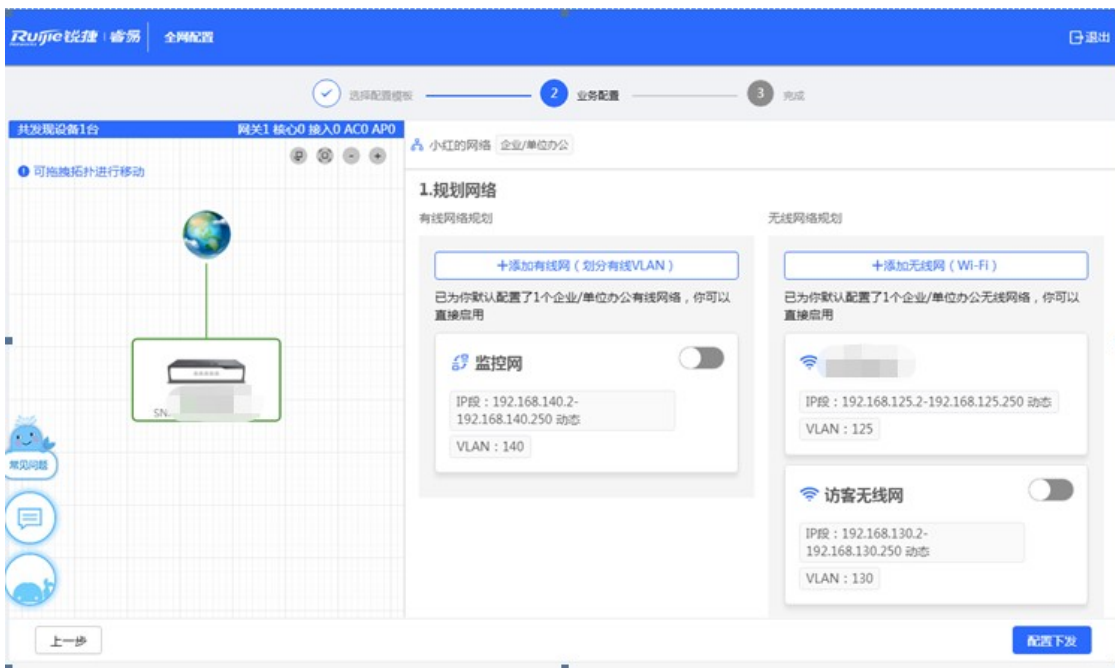 Ruijie锐捷 | 睿易 全网配置
退出
选择配置模板
2 业务配置
3 完成
共发现设备1台 网关1 核心0 接入0 AC0 AP0
可拖拽拓扑进行移动
SN
常见问题
小红的网络 企业/单位办公
1.规划网络
有线网络规划
+添加有线网(划分有线VLAN)
已为你默认配置了1个企业/单位办公有线网络,你可以
直接启用
监控网
IP段:192.168.140.2-
192.168.140.250 动态
VLAN:140
无线网络规划
+添加无线网(Wi-Fi)
已为你默认配置了1个企业/单位办公无线网络,你可以
直接启用
IP段:192.168.125.2-192.168.125.250 动态
VLAN:125
访客无线网
IP段:192.168.130.2-
192.168.130.250 动态
VLAN:130
上一步
配置下发